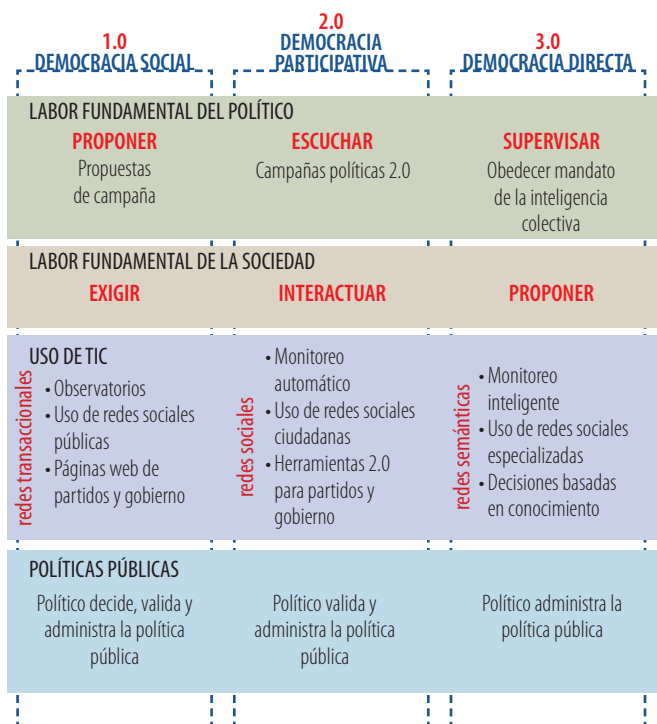 1.0
DEMOCRACIA SOCIAL
2.0
DEMOCRACIA
PARTICIPATIVA
3.0
DEMOCRACIA DIRECTA
LABOR FUNDAMENTAL DEL POLÍTICO
PROPONER
Propuestas
de campaña
ESCUCHAR
Campañas políticas 2.0
SUPERVISAR
Obedecer mandato
de la inteligencia
colectiva
LABOR FUNDAMENTAL DE LA SOCIEDAD
EXIGIR
INTERACTUAR
PROPONER
USO DE TIC
redes transaccionales
• Observatorios
• Uso de redes sociales
públicas
• Páginas web de
partidos y gobierno
redes sociales
• Monitoreo
automático
• Uso de redes sociales
ciudadanas
• Herramientas 2.0
para partidos y
gobierno
redes semánticas
• Monitoreo
inteligente
• Uso de redes sociales
especializadas
• Decisiones basadas
en conocimiento
POLÍTICAS PÚBLICAS
Político decide, valida y
administra la política
pública
Político valida y
administra la política
pública
Político administra la
política pública